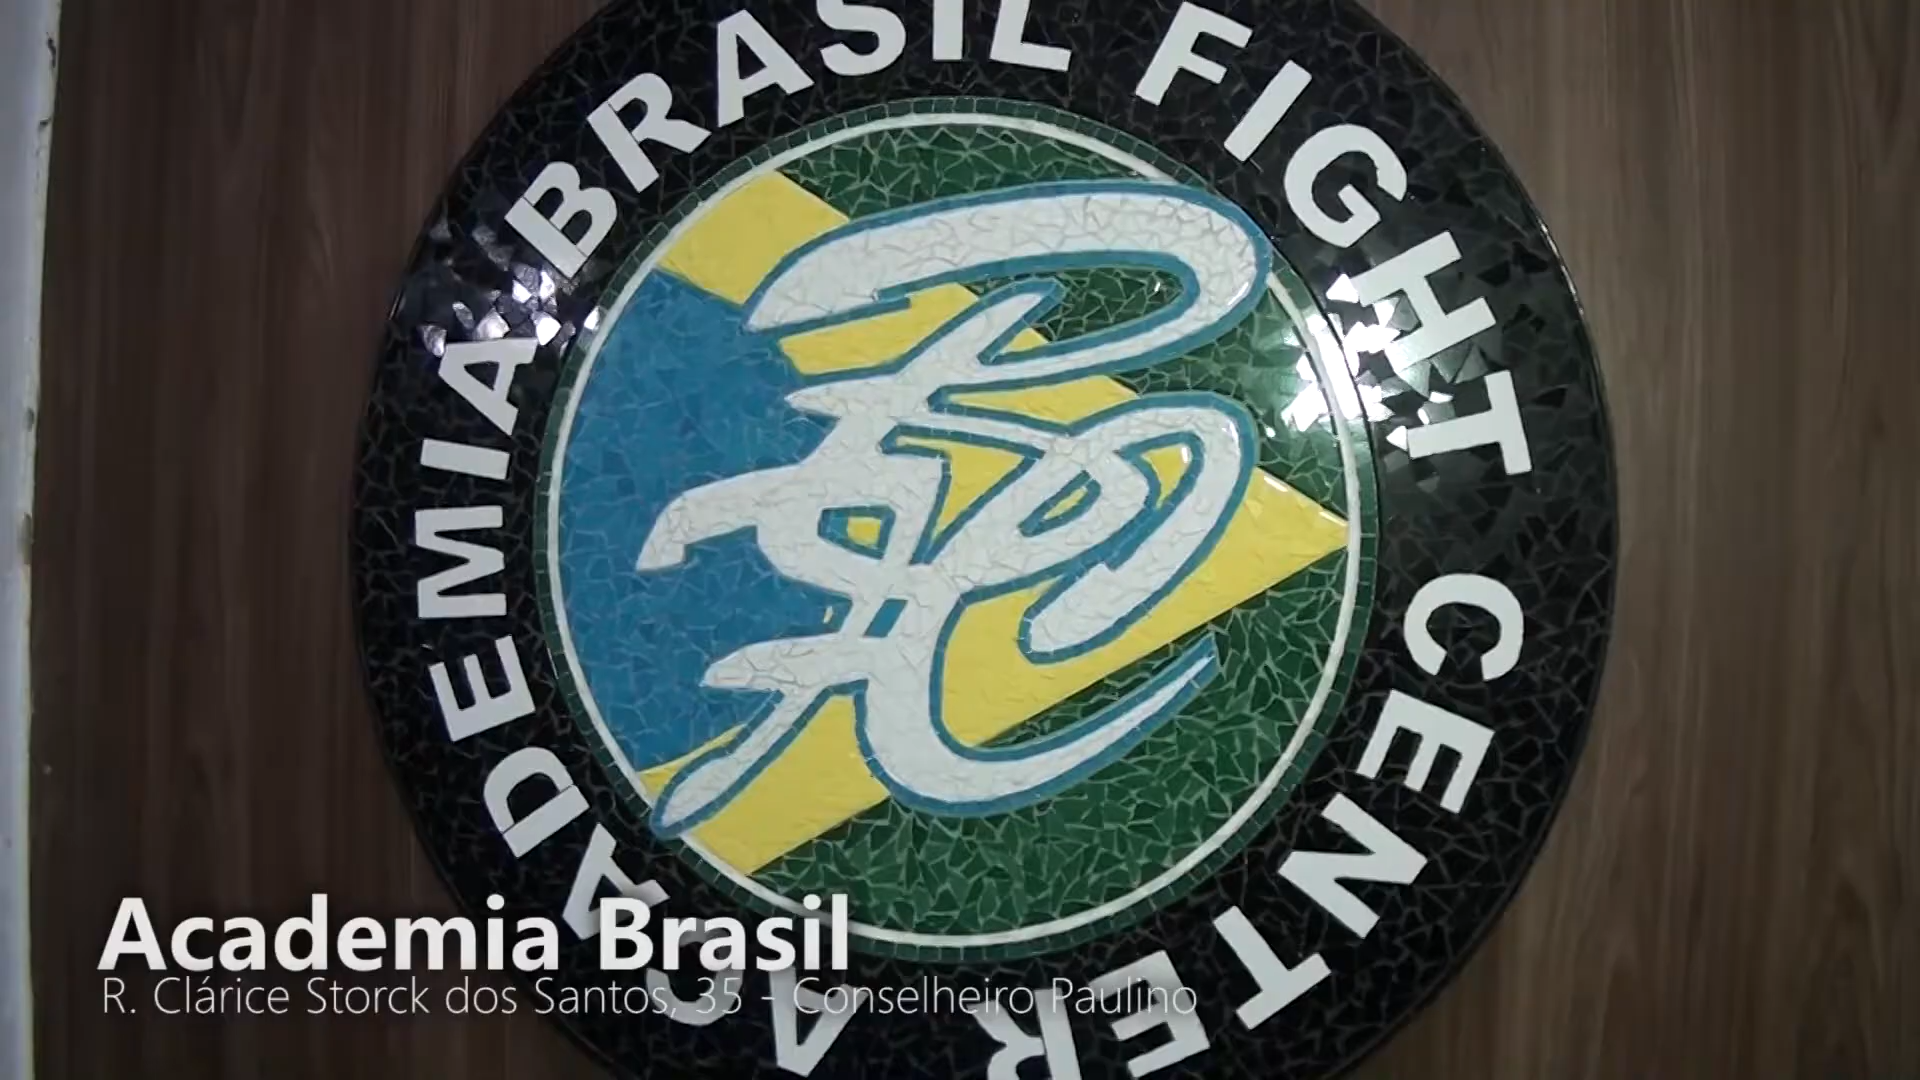 ACADEMIA BRASIL FIGHT CENTER
Academia Brasil
R. Clárice Storck dos Santos, 35 - Conselheiro Paulino